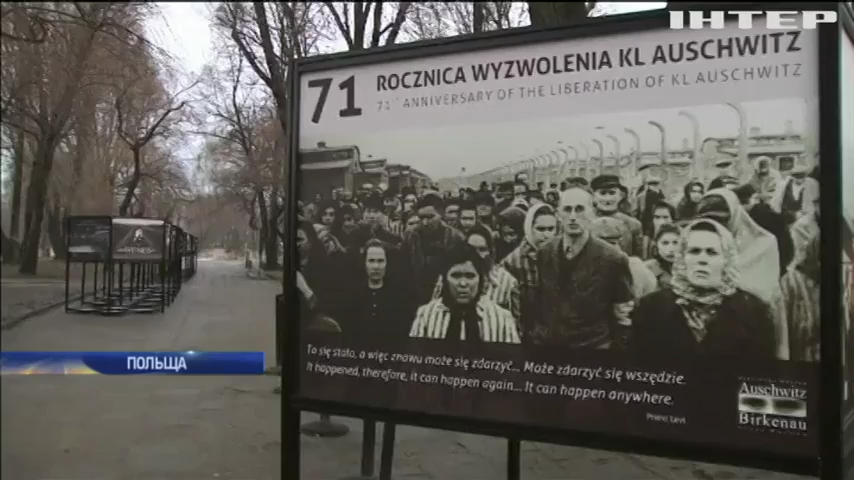 ІНТЕР
71
ROCZNICA WYZWOLENIA KL AUSCHWITZ
ANNIVERSARY OF THE LIBERATION OF KL AUSCHWITZ
ПОЛЬЩА
To się stało, a więc znowu może się zdarzyć... Może zdarzyć się wszędzie.
It happened, therefore, it can happen again... It can happen anywhere.
Primo Levi
Auschwitz
Birkenau